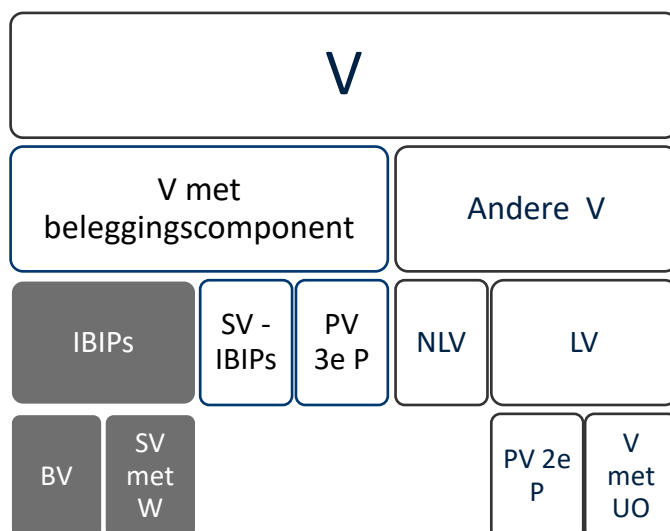 V
V met
beleggingscomponent
Andere V
IBIPs
SV -
IBIPs
PV
3e P
NLV
LV
BV
SV
met
W
PV 2e
P
V
met
UO